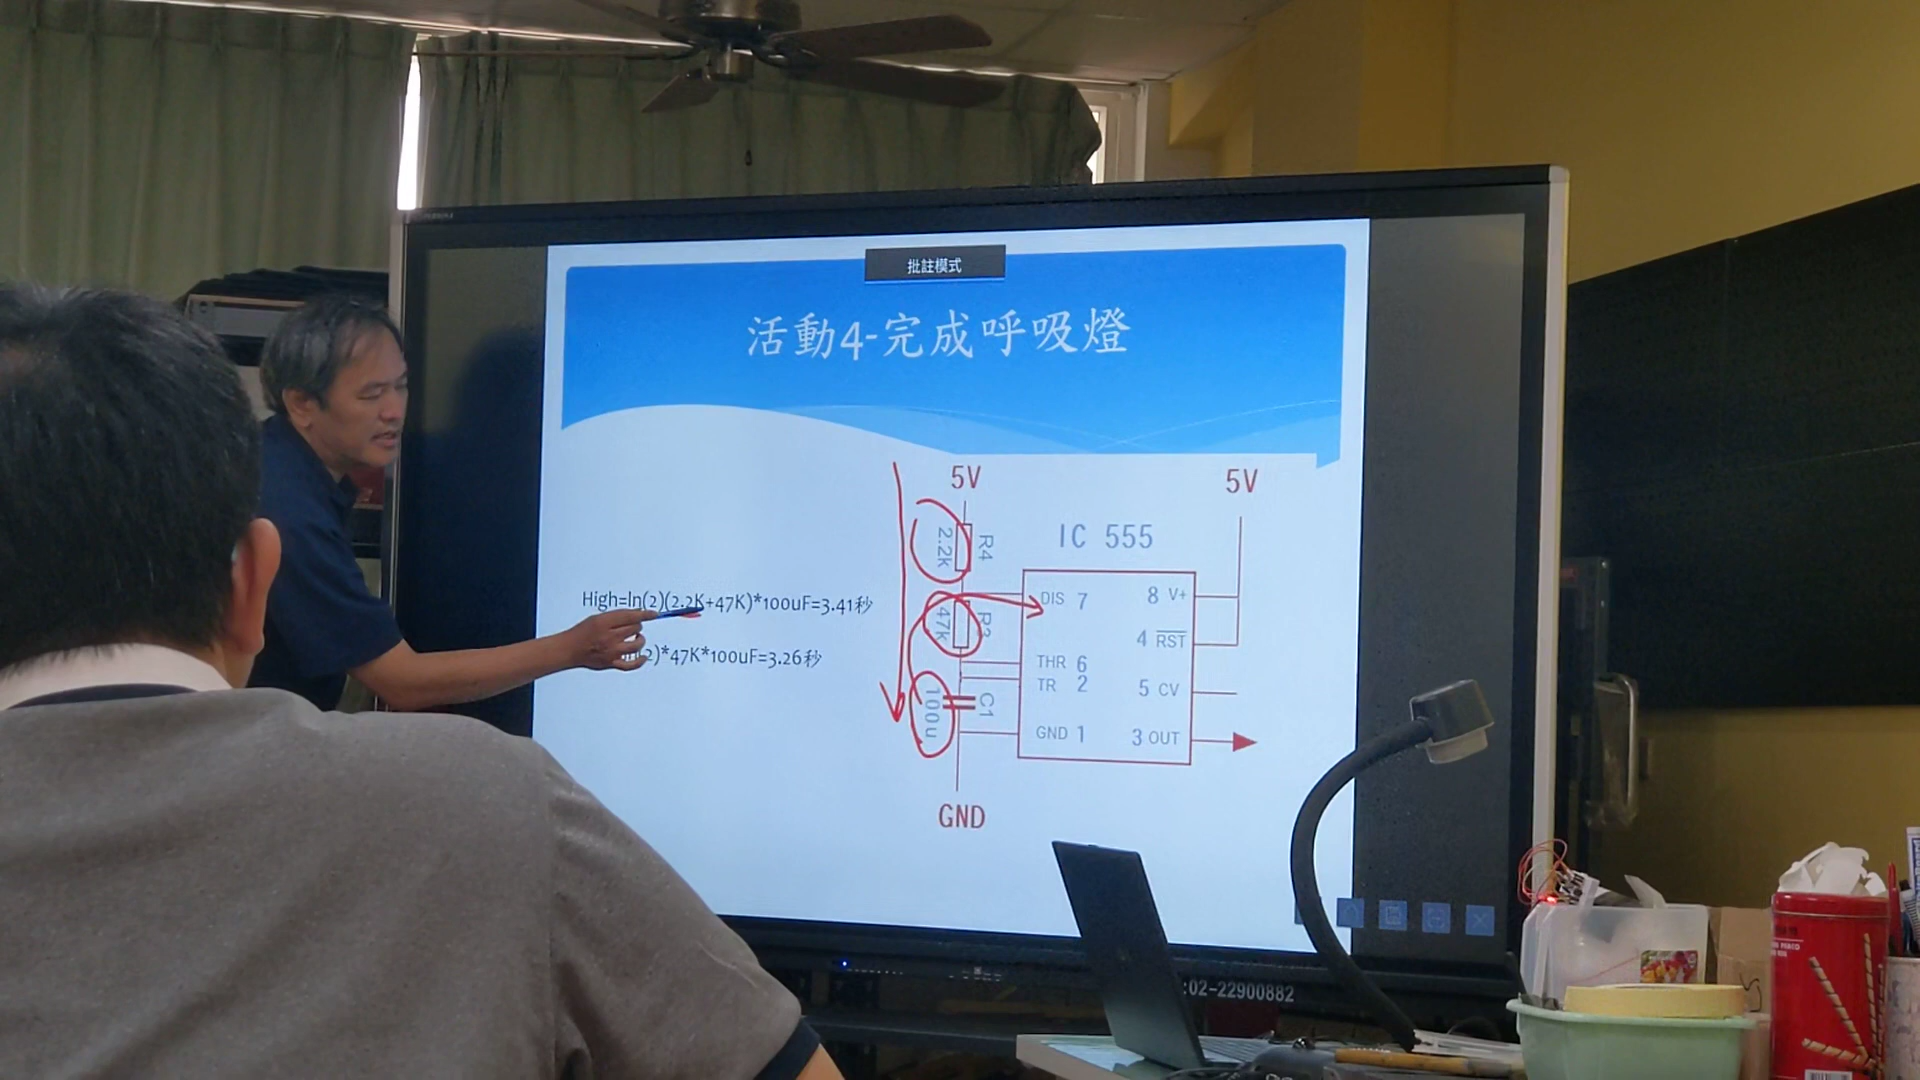 批註模式
活動4-完成呼吸燈
5V
5V
IC 555
R4
2.2K
47K
C1
100u
DIS 7
8 V+
4 RST
THR 6
TR 2
5 CV
GND 1
3 OUT
GND
High=ln(2)(2.2K+47K)*100uF=3.41秒
2)*47K*100uF=3.26秒
:02-22900882